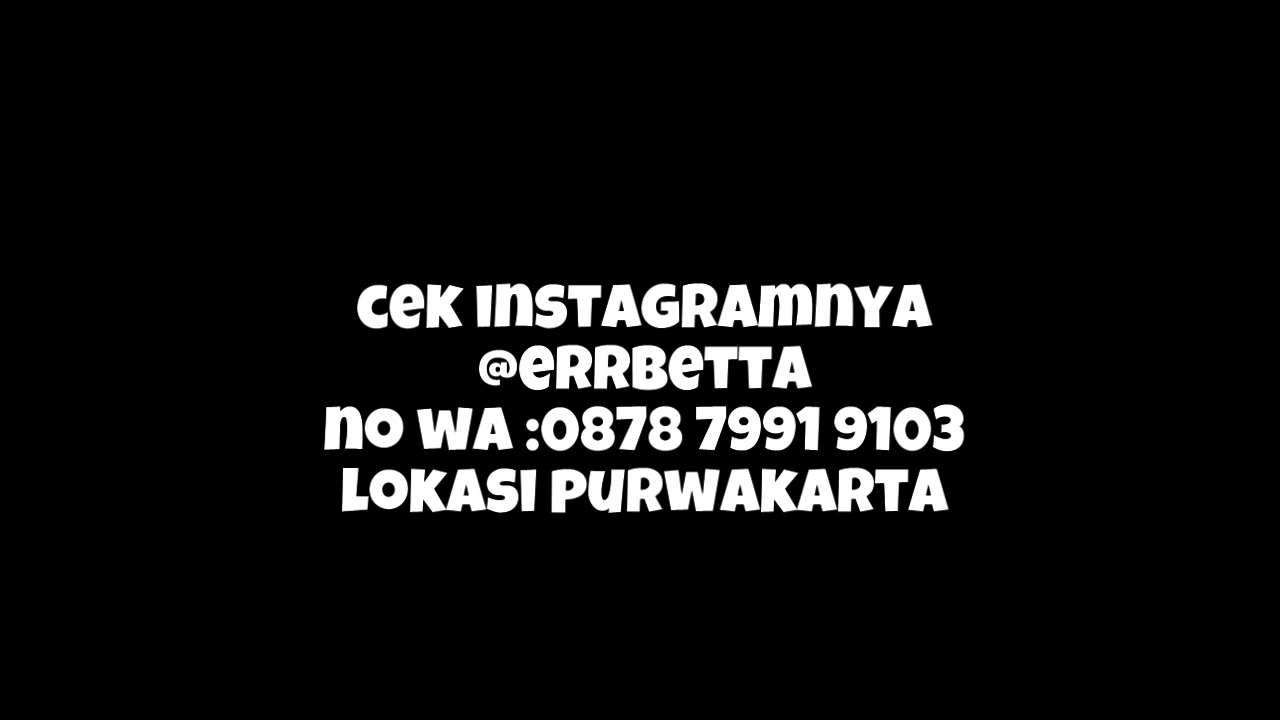 Cek Instagramnya
@errbetta
no wa :0878 7991 9103
Lokasi Purwakarta